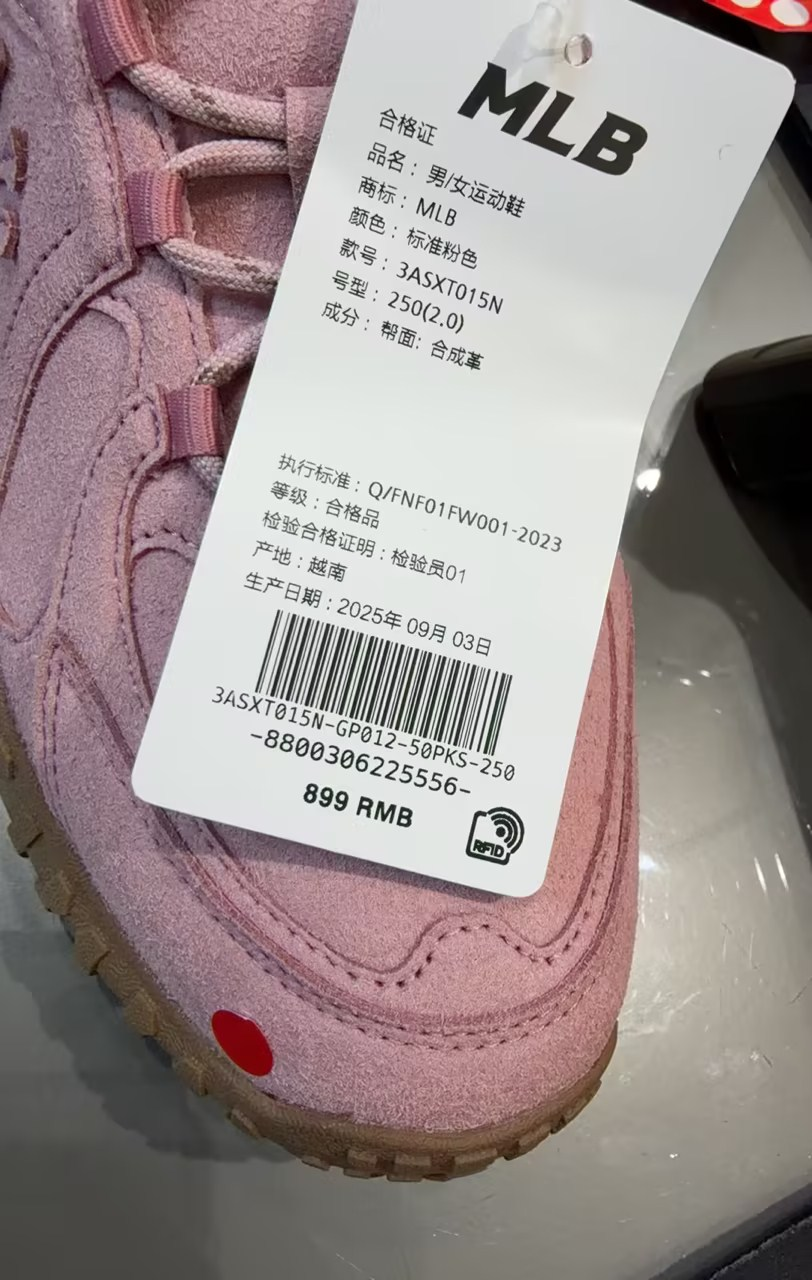 MLB
合格证
品名：男/女运动鞋
商标：MLB
颜色：标准粉色
款号：3ASXT015N
号型：250(2.0)
成分：帮面: 合成革
执行标准：Q/FNF01FW001-2023
等级：合格品
检验合格证明：检验员01
产地：越南
生产日期：2025年 09月 03日
3ASXT015N-GP012-50PKS-250
-8800306225556-
899 RMB
RFID